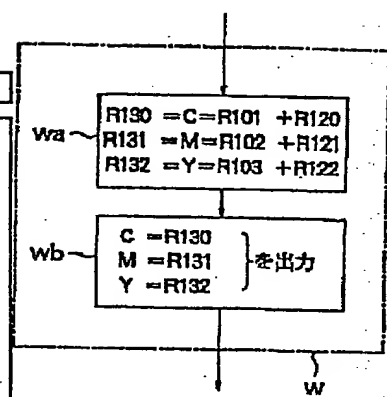 R130 =C=R101 +R120
wa R131 =M=R102 +R121
R132 =Y=R103 +R122
C =R130
wb M =R131 を出力
Y =R132
w